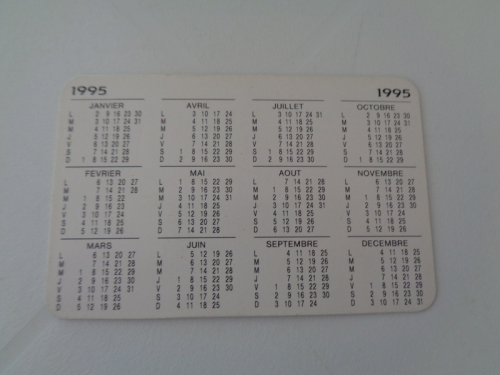 1995
1995
JANVIER
L 2 9 16 23 30
M 3 10 17 24 31
M 4 11 18 25
J 5 12 19 26
V 6 13 20 27
S 7 14 21 28
D 1 8 15 22 29
AVRIL
L 3 10 17 24
M 4 11 18 25
M 5 12 19 26
J 6 13 20 27
V 7 14 21 28
S 1 8 15 22 29
D 2 9 16 23 30
JUILLET
L 3 10 17 24 31
M 4 11 18 25
M 5 12 19 26
J 6 13 20 27
V 7 14 21 28
S 1 8 15 22 29
D 2 9 16 23 30
OCTOBRE
L 2 9 16 23 30
M 3 10 17 24 31
M 4 11 18 25
J 5 12 19 26
V 6 13 20 27
S 7 14 21 28
D 1 8 15 22 29
FEVRIER
L 6 13 20 27
M 7 14 21 28
M 1 8 15 22
J 2 9 16 23
V 3 10 17 24
S 4 11 18 25
D 5 12 19 26
MAI
L 1 8 15 22 29
M 2 9 16 23 30
M 3 10 17 24 31
J 4 11 18 25
V 5 12 19 26
S 6 13 20 27
D 7 14 21 28
AOUT
L 7 14 21 28
M 1 8 15 22 29
M 2 9 16 23 30
J 3 10 17 24 31
V 4 11 18 25
S 5 12 19 26
D 6 13 20 27
NOVEMBRE
L 6 13 20 27
M 7 14 21 28
M 1 8 15 22 29
J 2 9 16 23 30
V 3 10 17 24
S 4 11 18 25
D 5 12 19 26
MARS
L 6 13 20 27
M 7 14 21 28
M 1 8 15 22 29
J 2 9 16 23 30
V 3 10 17 24 31
S 4 11 18 25
D 5 12 19 26
JUIN
L 5 12 19 26
M 6 13 20 27
M 7 14 21 28
J 1 8 15 22 29
V 2 9 16 23 30
S 3 10 17 24
D 4 11 18 25
SEPTEMBRE
L 4 11 18 25
M 5 12 19 26
M 6 13 20 27
J 7 14 21 28
V 1 8 15 22 29
S 2 9 16 23 30
D 3 10 17 24
DECEMBRE
L 4 11 18 25
M 5 12 19 26
M 6 13 20 27
J 7 14 21 28
V 1 8 15 22 29
S 2 9 16 23 30
D 3 10 17 24 31